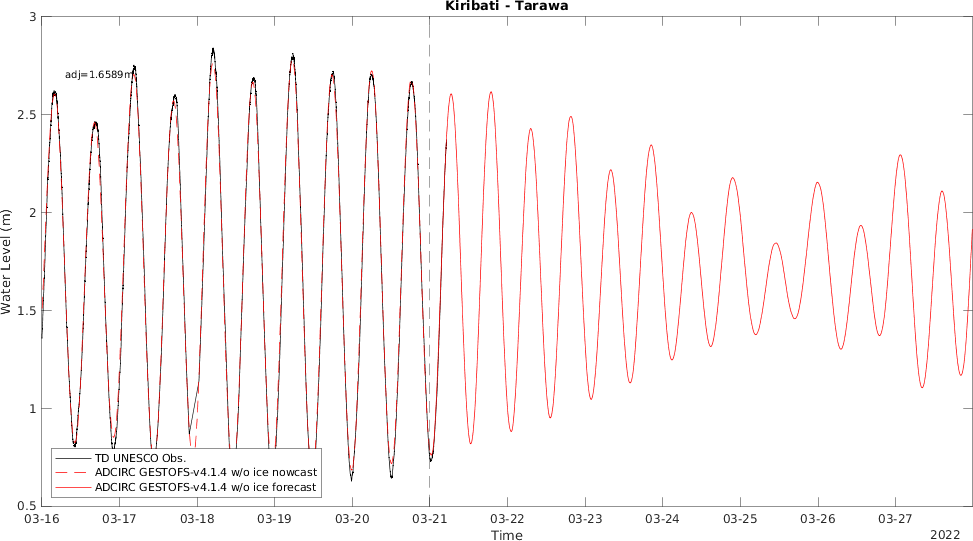 Kiribati - Tarawa
adj=1.6589m
Water Level (m)
3
2.5
2
1.5
1
0.5
TD UNESCO Obs.
ADCIRC GESTOFS-v4.1.4 w/o ice nowcast
ADCIRC GESTOFS-v4.1.4 w/o ice forecast
03-16 03-17 03-18 03-19 03-20 03-21 03-22 03-23 03-24 03-25 03-26 03-27
Time
2022